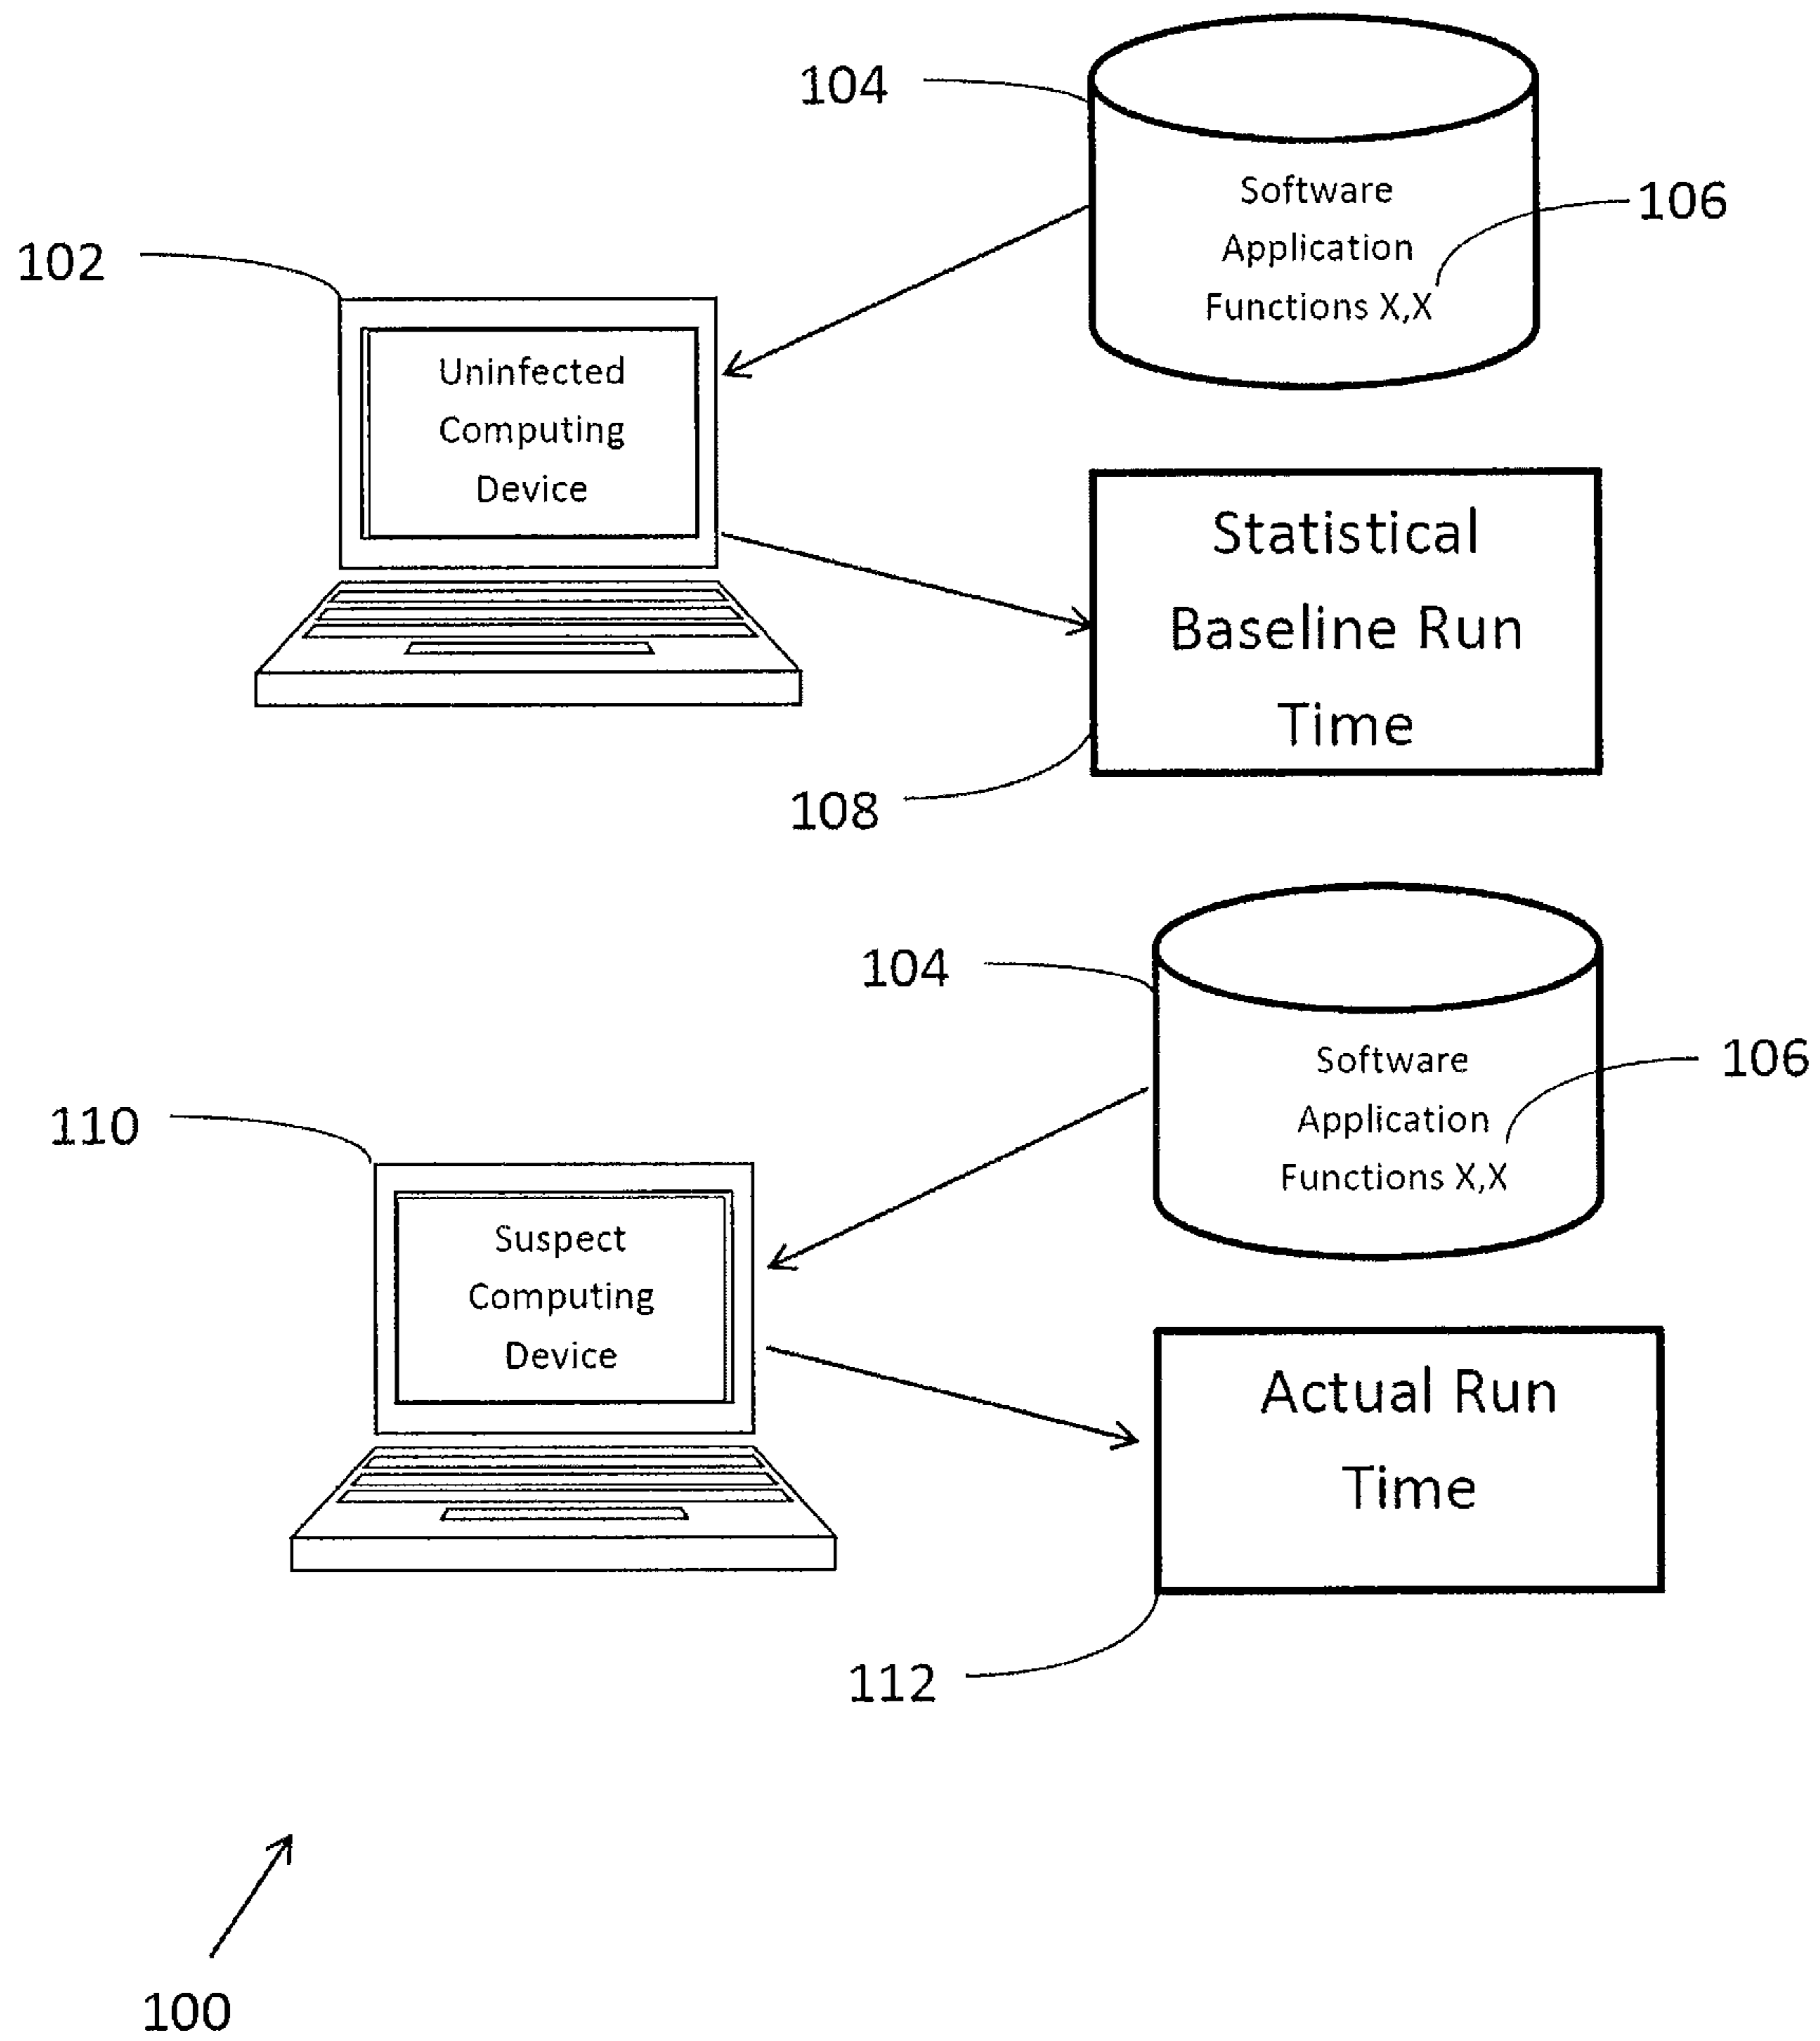 104
Software
Application
Functions X,X
106
102
Uninfected
Computing
Device
Statistical
Baseline Run
Time
108
104
Software
Application
Functions X,X
106
110
Suspect
Computing
Device
Actual Run
Time
112
100